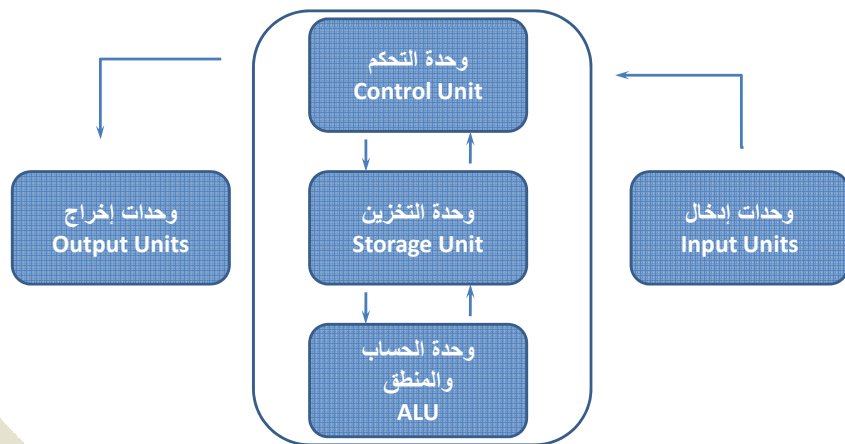 وحدة التحكم
Control Unit
وحدات إدخال
Input Units
وحدة التخزين
Storage Unit
وحدات إخراج
Output Units
وحدة الحساب
والمنطق
ALU